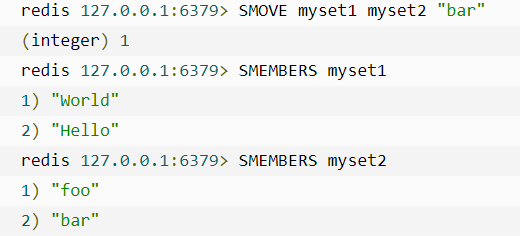 redis 127.0.0.1:6379> SMOVE myset1 myset2 "bar"
(integer) 1
redis 127.0.0.1:6379> SMEMBERS myset1
1) "World"
2) "Hello"
redis 127.0.0.1:6379> SMEMBERS myset2
1) "foo"
2) "bar"